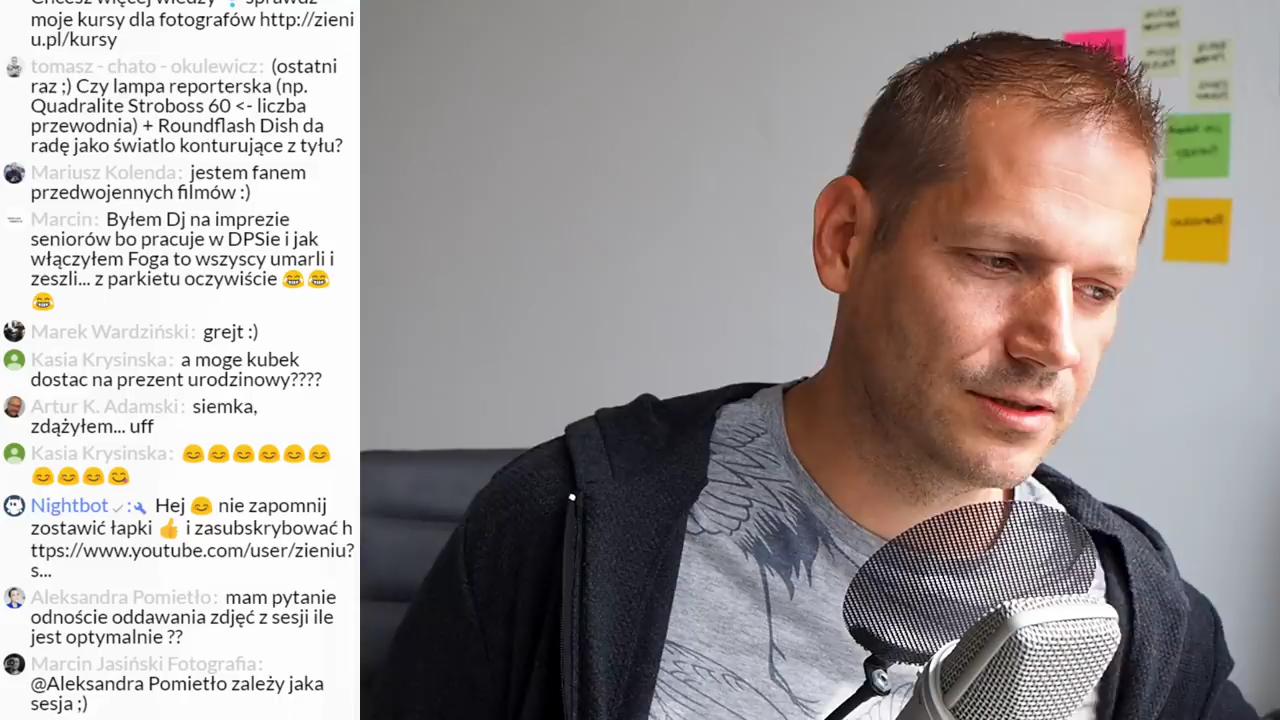 Chcesz więcej wiedzy ❓ sprawdź
moje kursy dla fotografów http://zieni
u.pl/kursy
tomasz - chato - okulewicz: (ostatni
raz ;) Czy lampa reporterska (np.
Quadralite Stroboss 60 <- liczba
przewodnia) + Roundflash Dish da
radę jako światlo konturujące z tyłu?
Mariusz Kolenda: jestem fanem
przedwojennych filmów :)
Marcin: Byłem Dj na imprezie
seniorów bo pracuje w DPSie i jak
włączyłem Foga to wszyscy umarli i
zeszli... z parkietu oczywiście 😂 😂
😂
Marek Wardziński: grejt :)
Kasia Krysinska: a moge kubek
dostac na prezent urodzinowy????
Artur K. Adamski: siemka,
zdążyłem... uff
Kasia Krysinska: 😊😊😊😊😊😊
😊😊😊😋
Nightbot: Hej 😊 nie zapomnij
zostawić łapki 👍 i zasubskrybować h
ttps://www.youtube.com/user/zieniu?
s...
Aleksandra Pomietło: mam pytanie
odnoście oddawania zdjęć z sesji ile
jest optymalnie ??
Marcin Jasiński Fotografia:
@Aleksandra Pomietło zależy jaka
sesja ;)